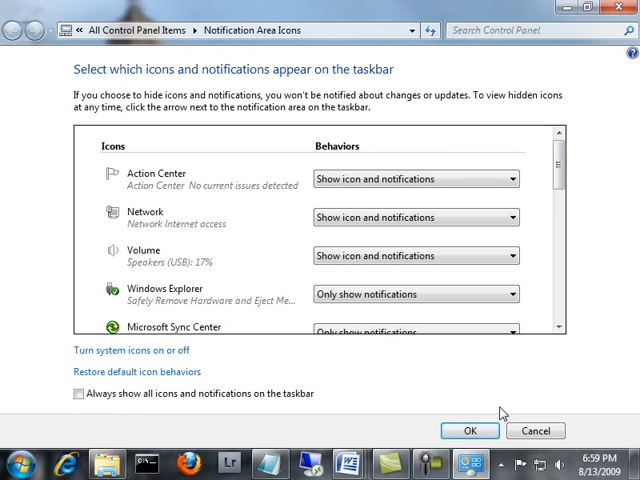 « All Control Panel Items Notification Area Icons Search Control Panel
Select which icons and notifications appear on the taskbar
If you choose to hide icons and notifications, you won't be notified about changes or updates. To view hidden icons
at any time, click the arrow next to the notification area on the taskbar.
Icons Behaviors
Action Center
Action Center No current issues detected
Show icon and notifications
Network
Network Internet access
Show icon and notifications
Volume
Speakers (USB): 17%
Show icon and notifications
Windows Explorer
Safely Remove Hardware and Eject Me...
Only show notifications
Microsoft Sync Center
Only show notifications
Turn system icons on or off
Restore default icon behaviors
Always show all icons and notifications on the taskbar
OK Cancel
Lr
6:59 PM
8/13/2009